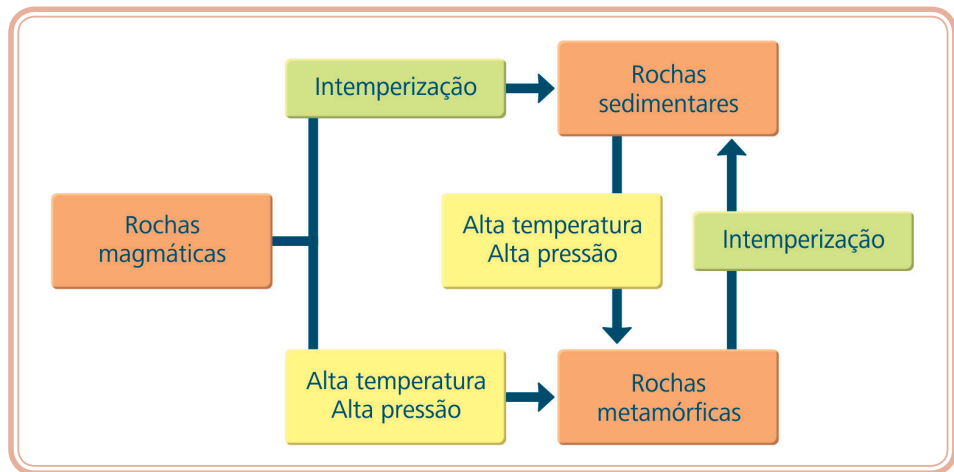 Intemperização
Rochas
sedimentares
Rochas
magmáticas
Alta temperatura
Alta pressão
Intemperização
Alta temperatura
Alta pressão
Rochas
metamórficas